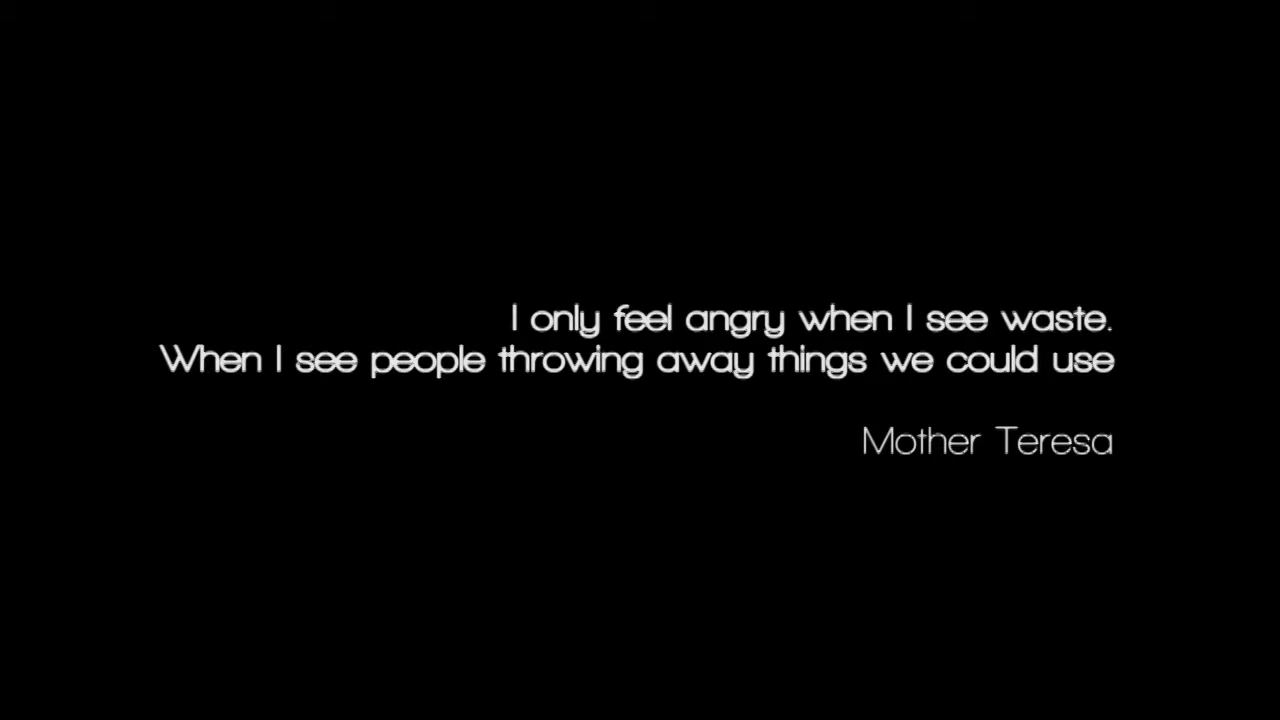 I only feel angry when I see waste.
When I see people throwing away things we could use
Mother Teresa